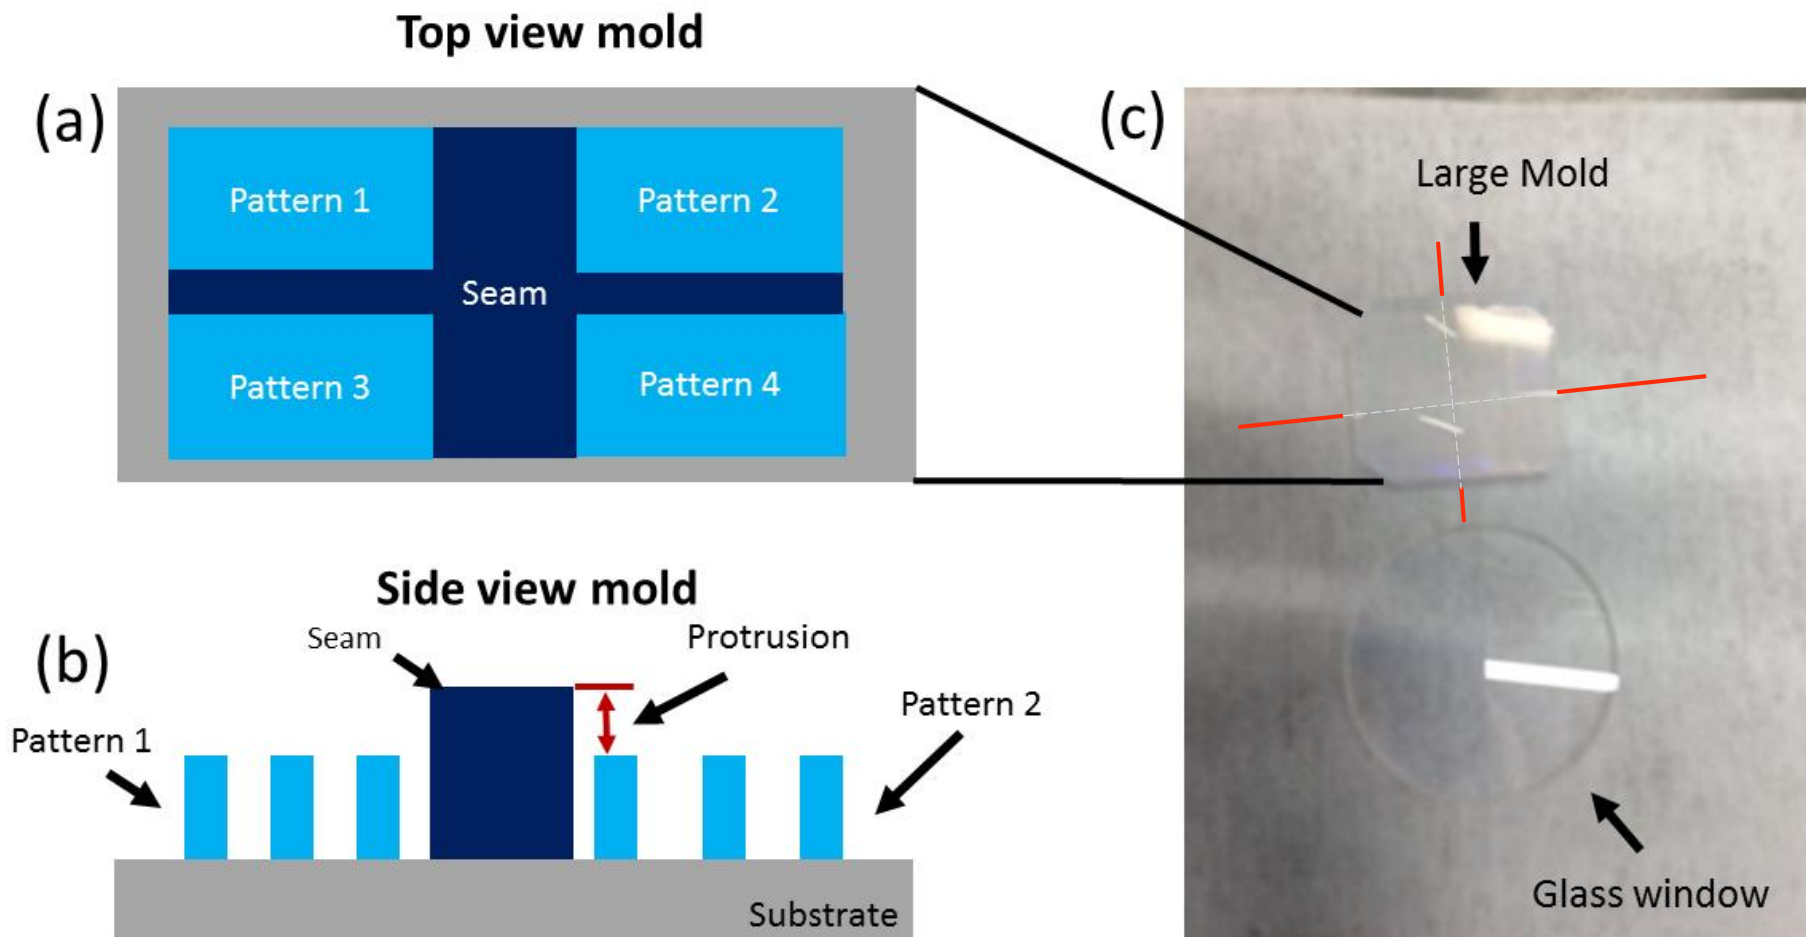 Top view mold
(a)
Pattern 1
Pattern 2
Seam
Pattern 3
Pattern 4
(c)
Large Mold
Glass window
Side view mold
(b)
Seam
Protrusion
Pattern 1
Pattern 2
Substrate